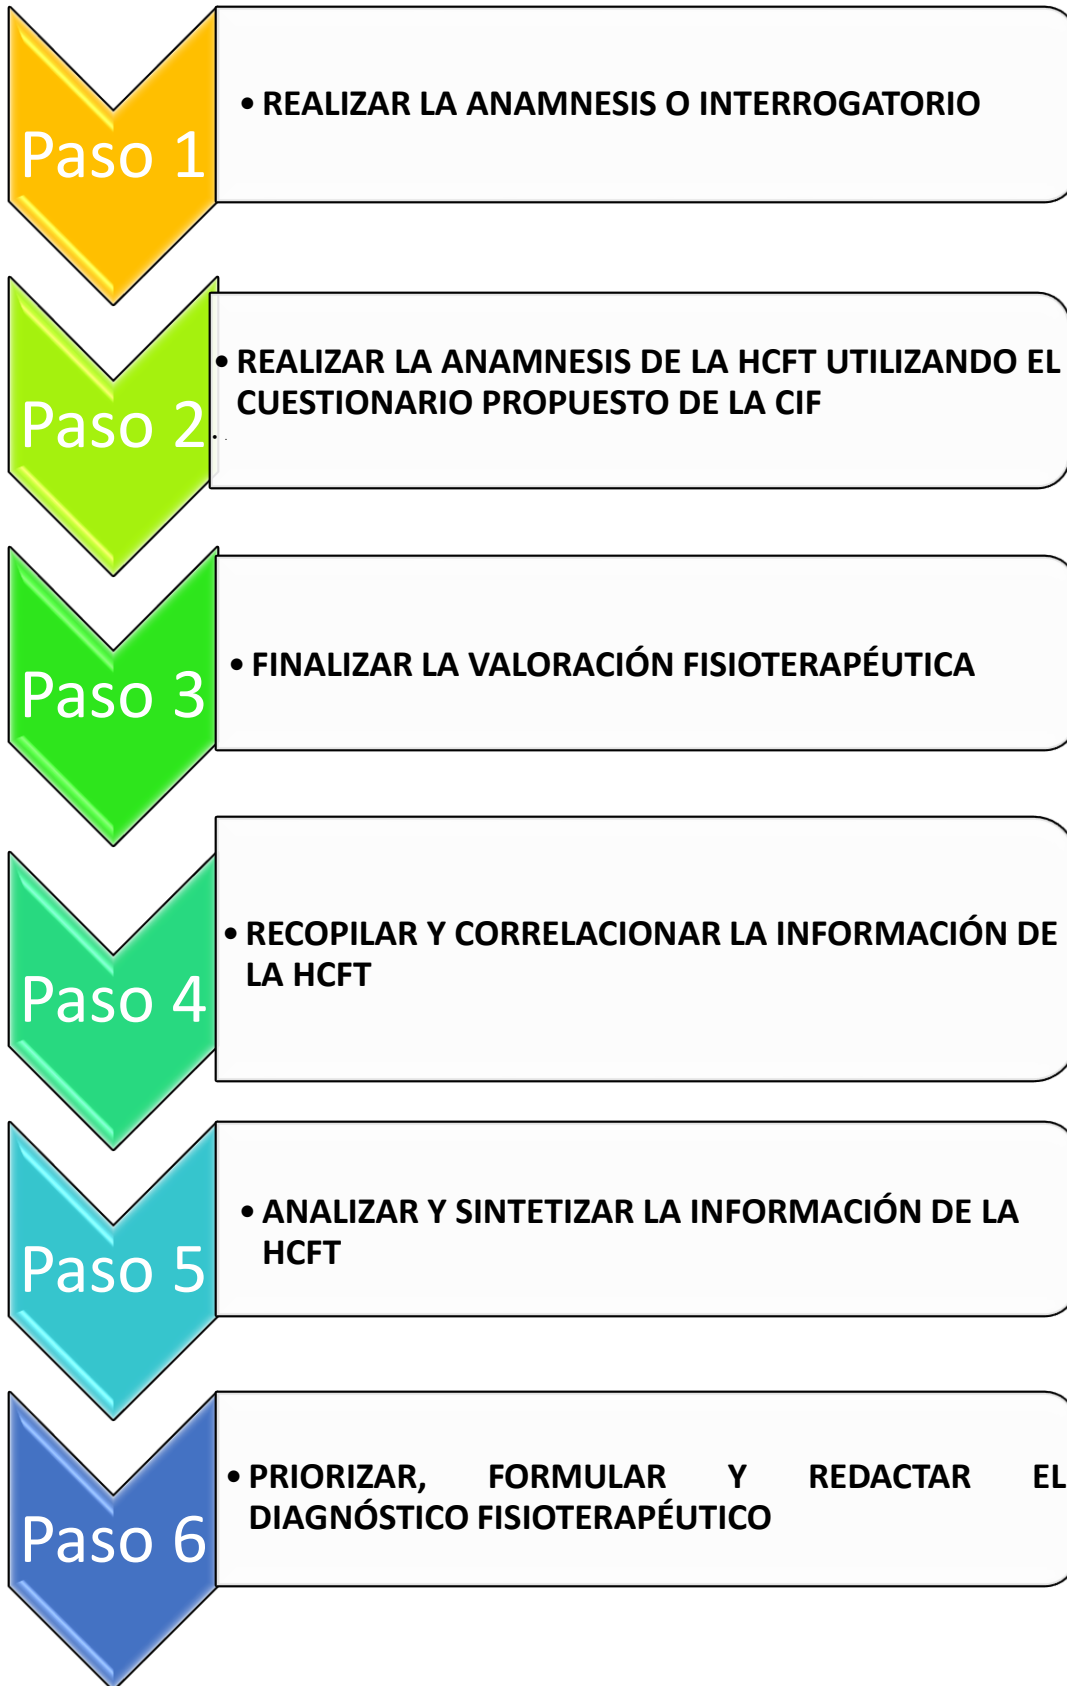 Paso 1
• REALIZAR LA ANAMNESIS O INTERROGATORIO
Paso 2
• REALIZAR LA ANAMNESIS DE LA HCFT UTILIZANDO EL
CUESTIONARIO PROPUESTO DE LA CIF
• .
Paso 3
• FINALIZAR LA VALORACIÓN FISIOTERAPÉUTICA
Paso 4
• RECOPILAR Y CORRELACIONAR LA INFORMACIÓN DE
LA HCFT
Paso 5
• ANALIZAR Y SINTETIZAR LA INFORMACIÓN DE LA
HCFT
Paso 6
• PRIORIZAR, FORMULAR Y REDACTAR EL
DIAGNÓSTICO FISIOTERAPÉUTICO